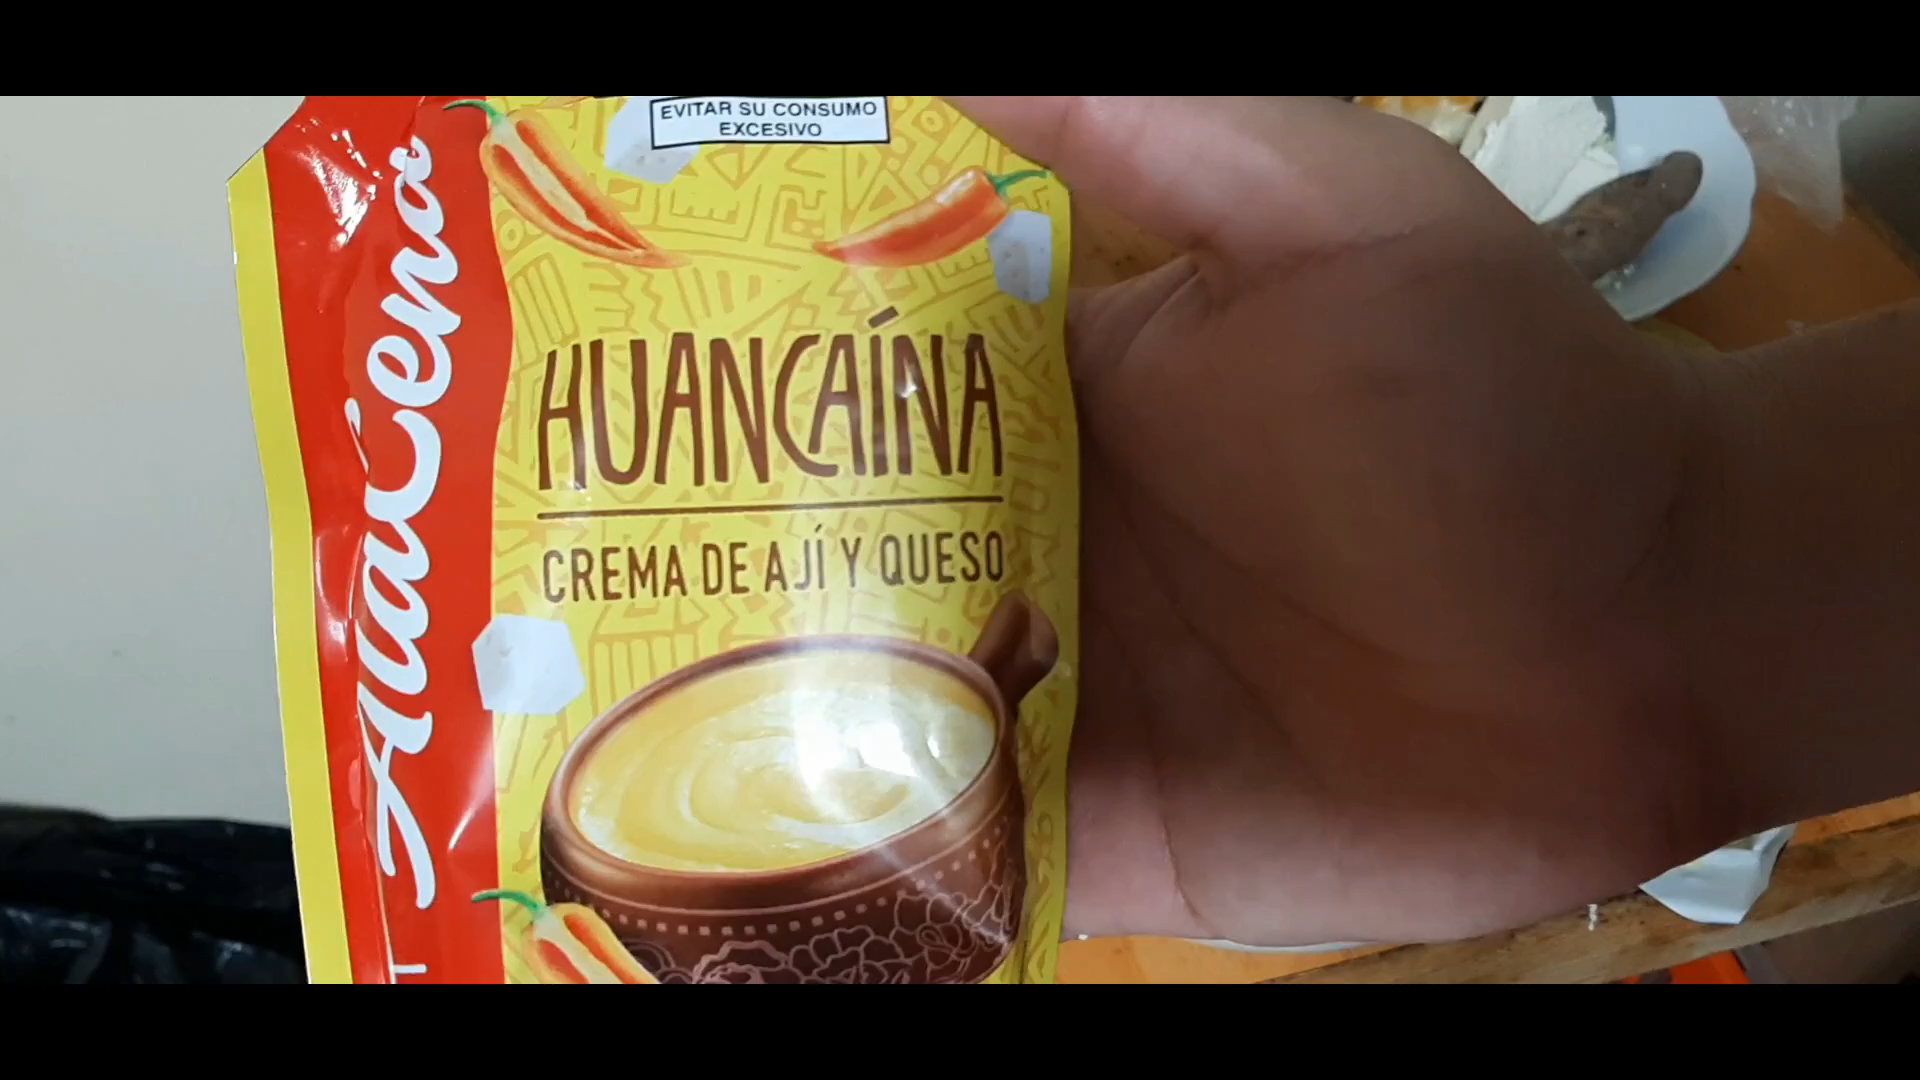 EVITAR SU CONSUMO
EXCESIVO
AlaCena
HUANCAÍNA
CREMA DE AJÍ Y QUESO